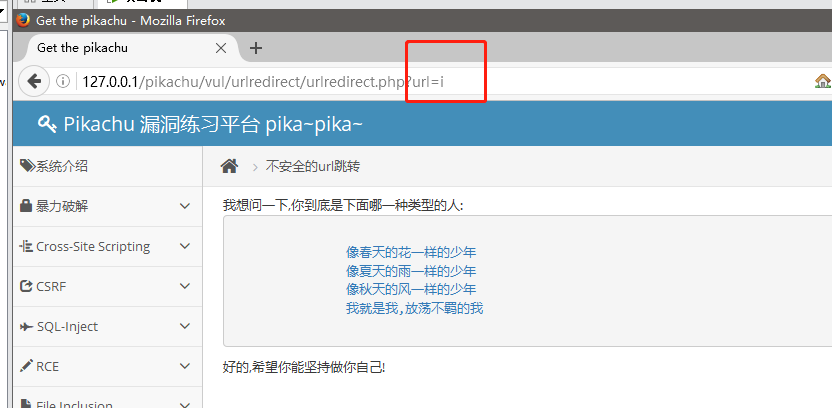 Get the pikachu - Mozilla Firefox
Get the pikachu
127.0.0.1/pikachu/vul/urlredirect/urlredirect.php?url=i
Pikachu 漏洞练习平台 pika~pika~
系统介绍
不安全的url跳转
暴力破解
Cross-Site Scripting
CSRF
SQL-Inject
RCE
File Inclusion
我想问一下,你到底是下面哪一种类型的人:
像春天的花一样的少年
像夏天的雨一样的少年
像秋天的风一样的少年
我就是我,放荡不羁的我
好的,希望你能坚持做你自己!